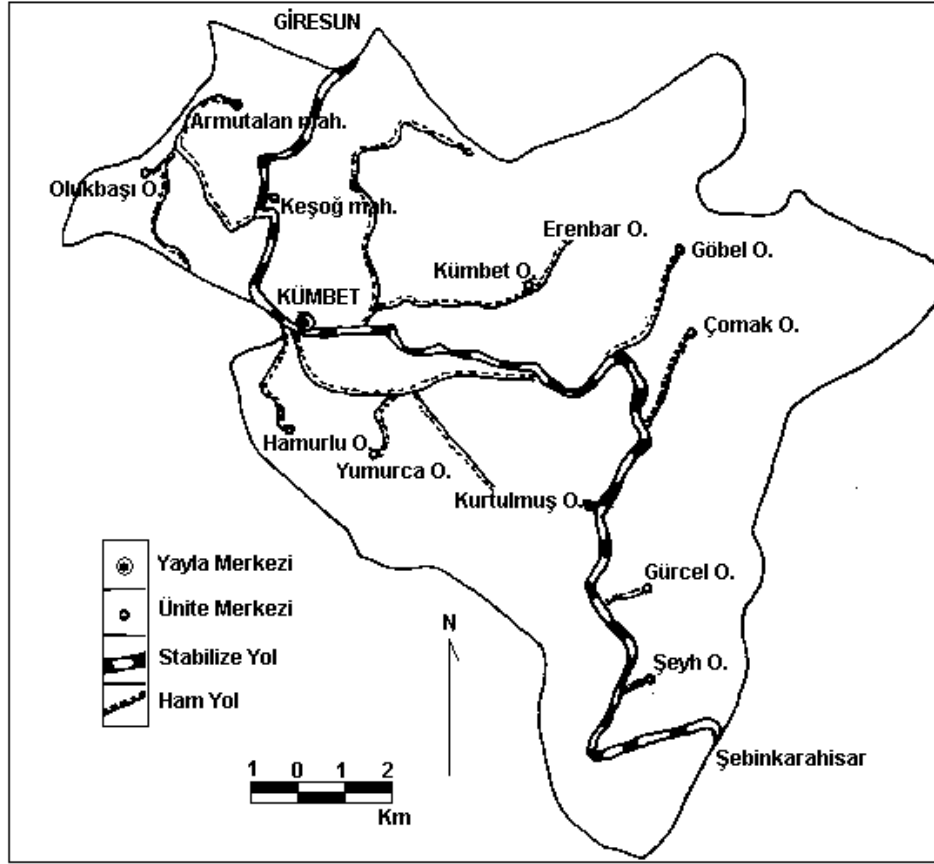 GİRESUN
Armutalan mah.
Olukbaşı O.
Keşoğ mah.
Erenbar O.
Göbel O.
Kümbet O.
KÜMBET
Çomak O.
Hamurlu O
Yumurca O.
Kurtulmuş O.
Yayla Merkezi
Gürcel O.
Ünite Merkezi
N
Stabilize Yol
Şeyh O.
Ham Yol
Şebinkarahisar
1 0 1 2
Km